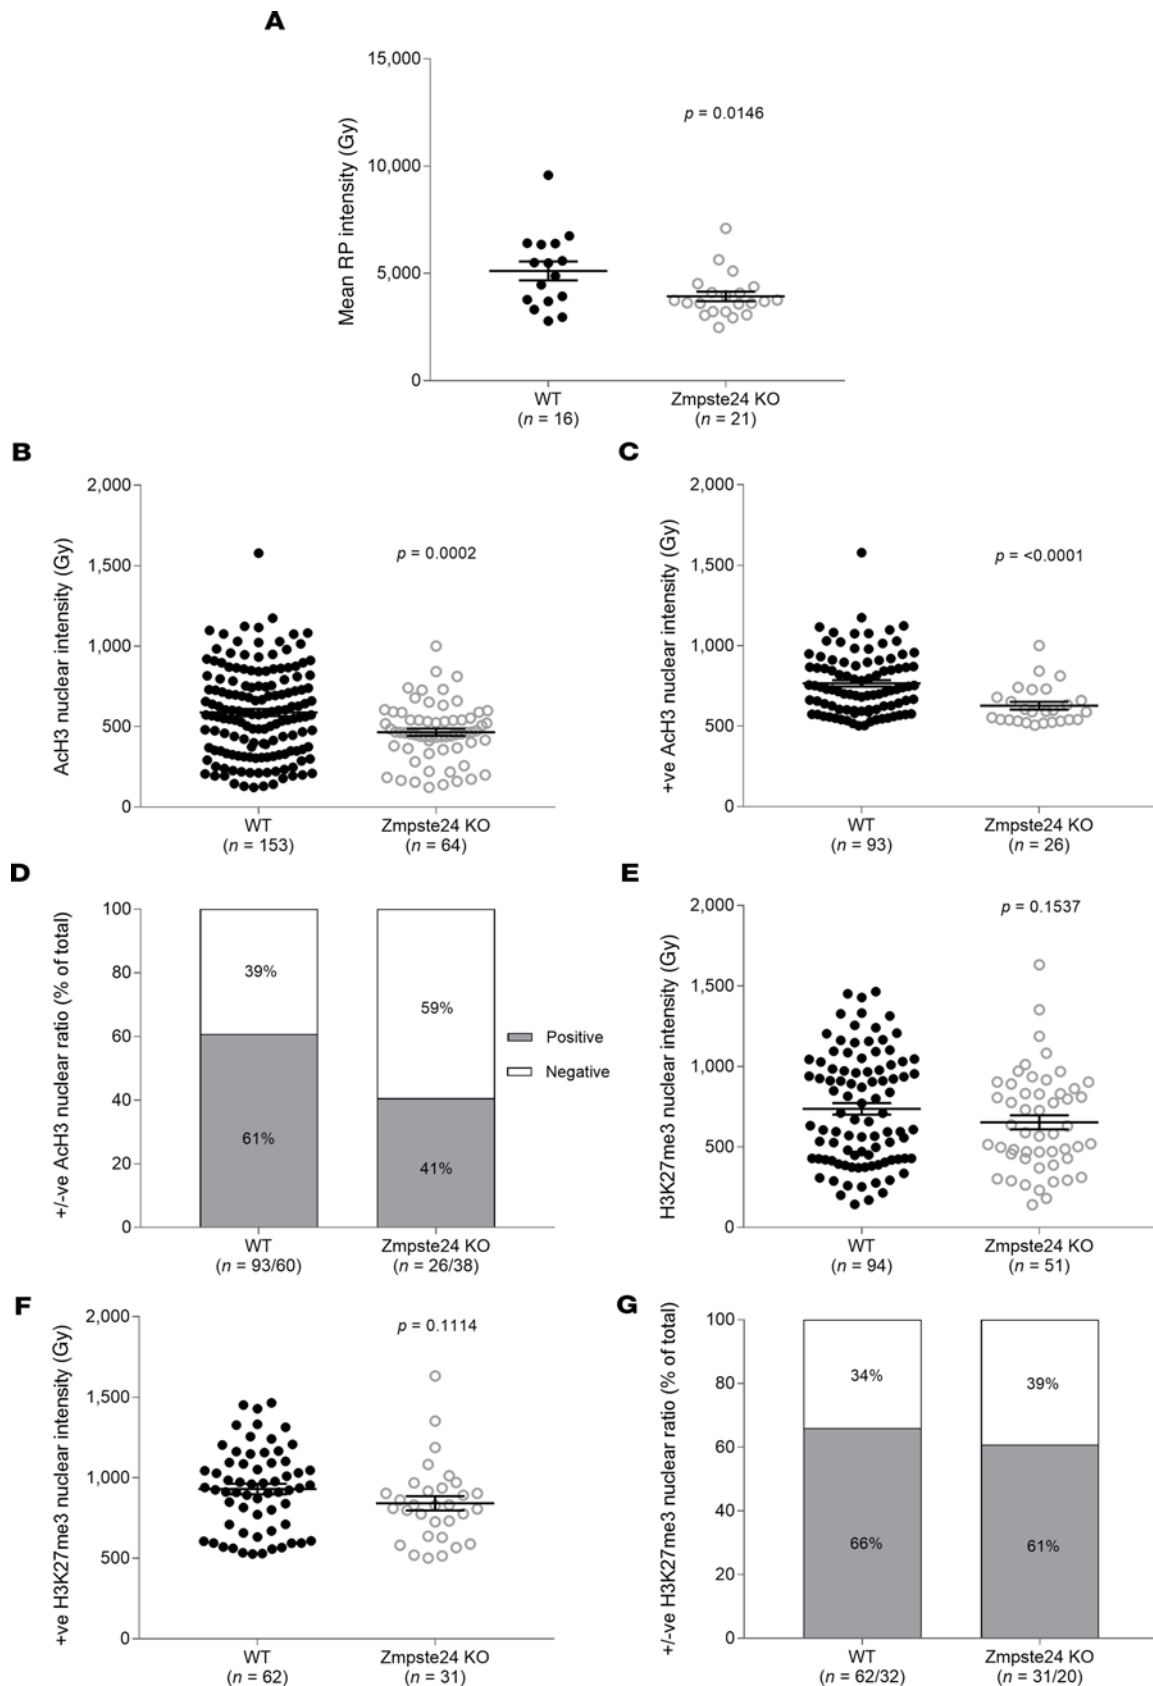 A
15,000
10,000
5,000
0
Mean RP intensity (Gy)
p = 0.0146
WT
(n = 16)
Zmpste24 KO
(n = 21)
B
2,000
1,500
1,000
500
0
AcH3 nuclear intensity (Gy)
p = 0.0002
WT
(n = 153)
Zmpste24 KO
(n = 64)
C
2,000
1,500
1,000
500
0
+ve AcH3 nuclear intensity (Gy)
p = <0.0001
WT
(n = 93)
Zmpste24 KO
(n = 26)
D
100
80
60
40
20
0
+/-ve AcH3 nuclear ratio (% of total)
39%
61%
59%
41%
Positive
Negative
WT
(n = 93/60)
Zmpste24 KO
(n = 26/38)
E
2,000
1,500
1,000
500
0
H3K27me3 nuclear intensity (Gy)
p = 0.1537
WT
(n = 94)
Zmpste24 KO
(n = 51)
F
2,000
1,500
1,000
500
0
+ve H3K27me3 nuclear intensity (Gy)
p = 0.1114
WT
(n = 62)
Zmpste24 KO
(n = 31)
G
100
80
60
40
20
0
+/-ve H3K27me3 nuclear ratio (% of total)
34%
66%
39%
61%
WT
(n = 62/32)
Zmpste24 KO
(n = 31/20)